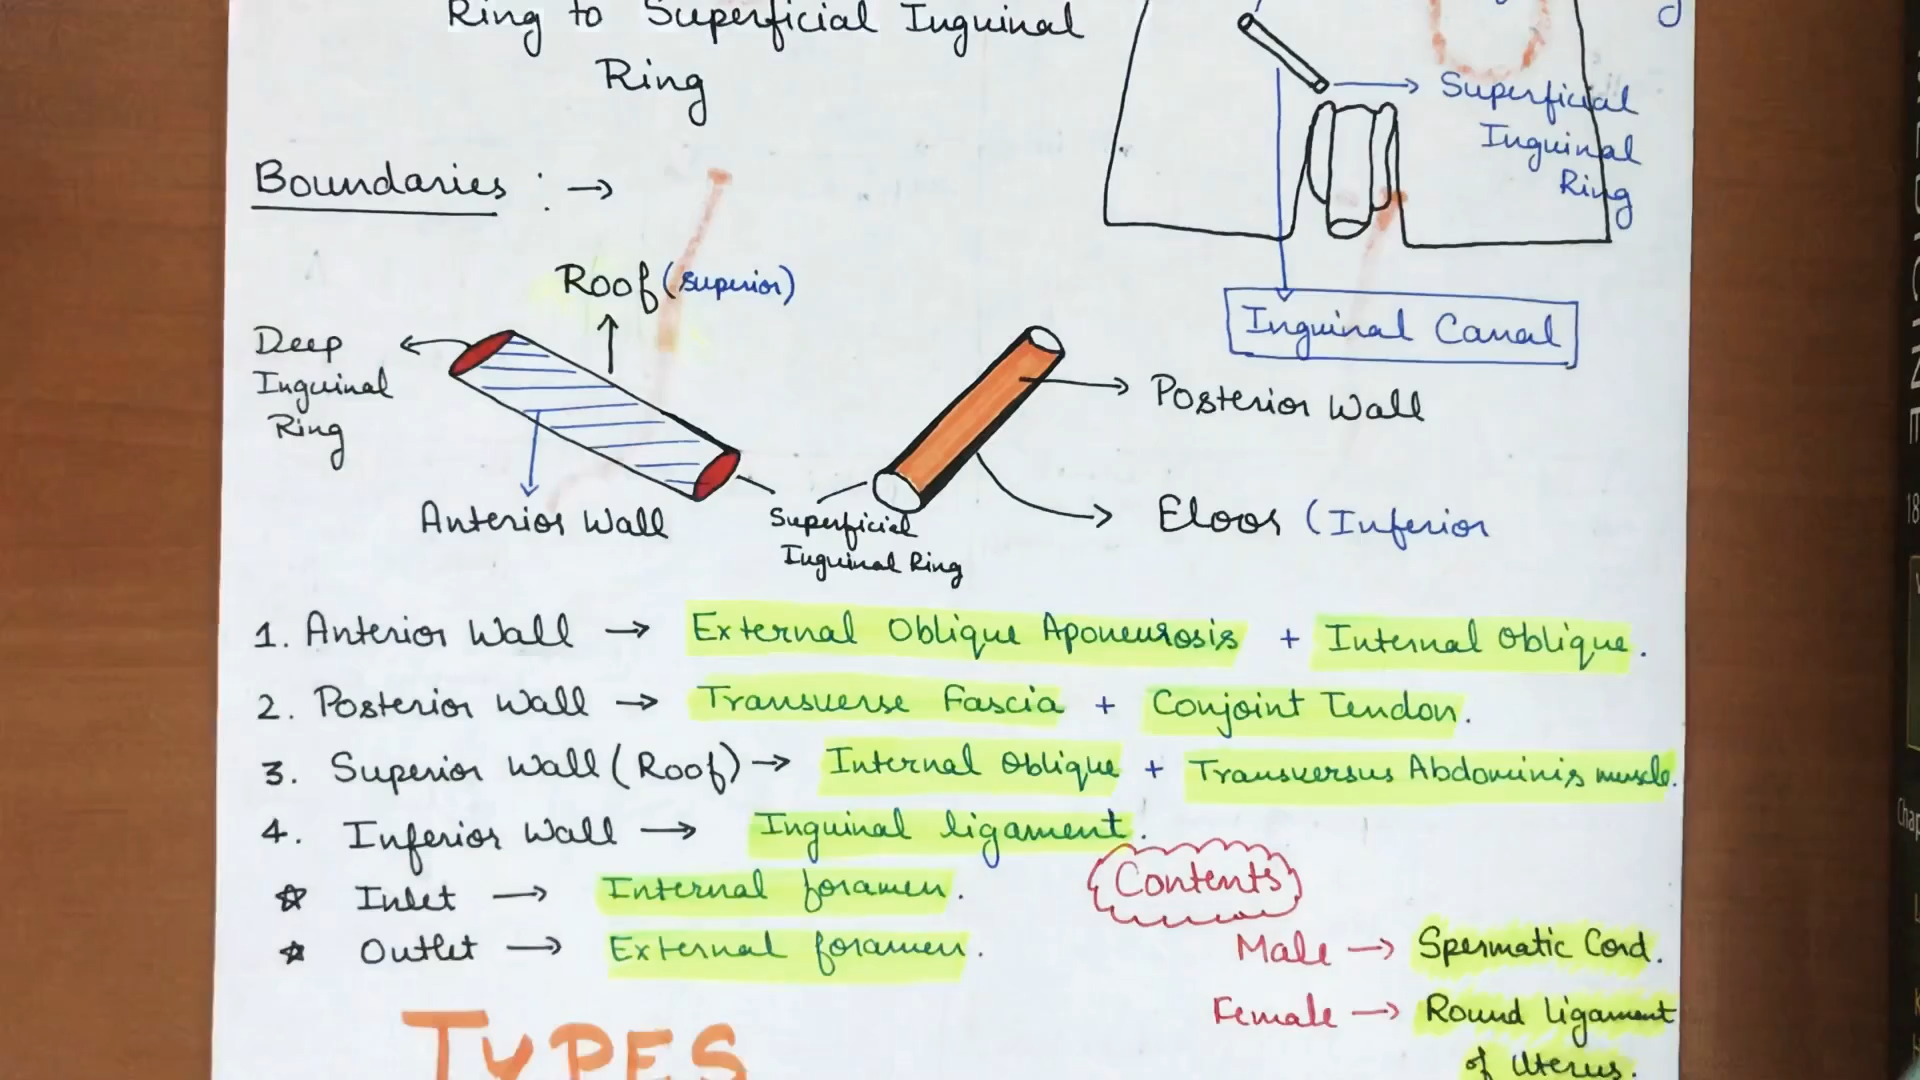 Ring to Superficial Inguinal
Ring
Superficial
Inguinal
Ring
Boundaries : →
Roof (superior)
Inguinal Canal
Deep
Inguinal
Ring
Posterior Wall
Anterior Wall
Superficial
Inguinal Ring
Floor (Inferior
1. Anterior Wall → External Oblique Aponeurosis + Internal Oblique.
2. Posterior Wall → Transverse Fascia + Conjoint Tendon.
3. Superior Wall (Roof) → Internal Oblique + Transversus Abdominis muscle.
4. Inferior Wall → Inguinal ligament.
☆ Inlet → Internal foramen.
☆ Outlet → External foramen.
Contents
Male → Spermatic Cord.
Female → Round Ligament
of Uterus.
TYPES